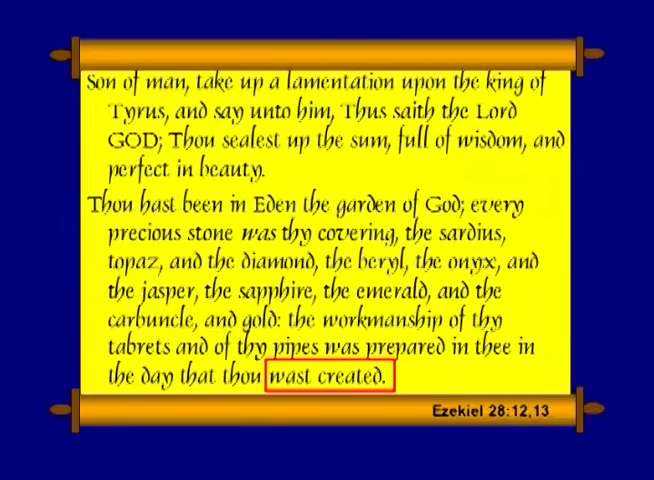 Son of man, take up a lamentation upon the king of
Tyrus, and say unto him, Thus saith the Lord
GOD; Thou sealest up the sum, full of wisdom, and
perfect in beauty.
Thou hast been in Eden the garden of God; every
precious stone was thy covering, the sardius,
topaz, and the diamond, the beryl, the onyx, and
the jasper, the sapphire, the emerald, and the
carbuncle, and gold: the workmanship of thy
tabrets and of thy pipes was prepared in thee in
the day that thou wast created.
Ezekiel 28:12,13